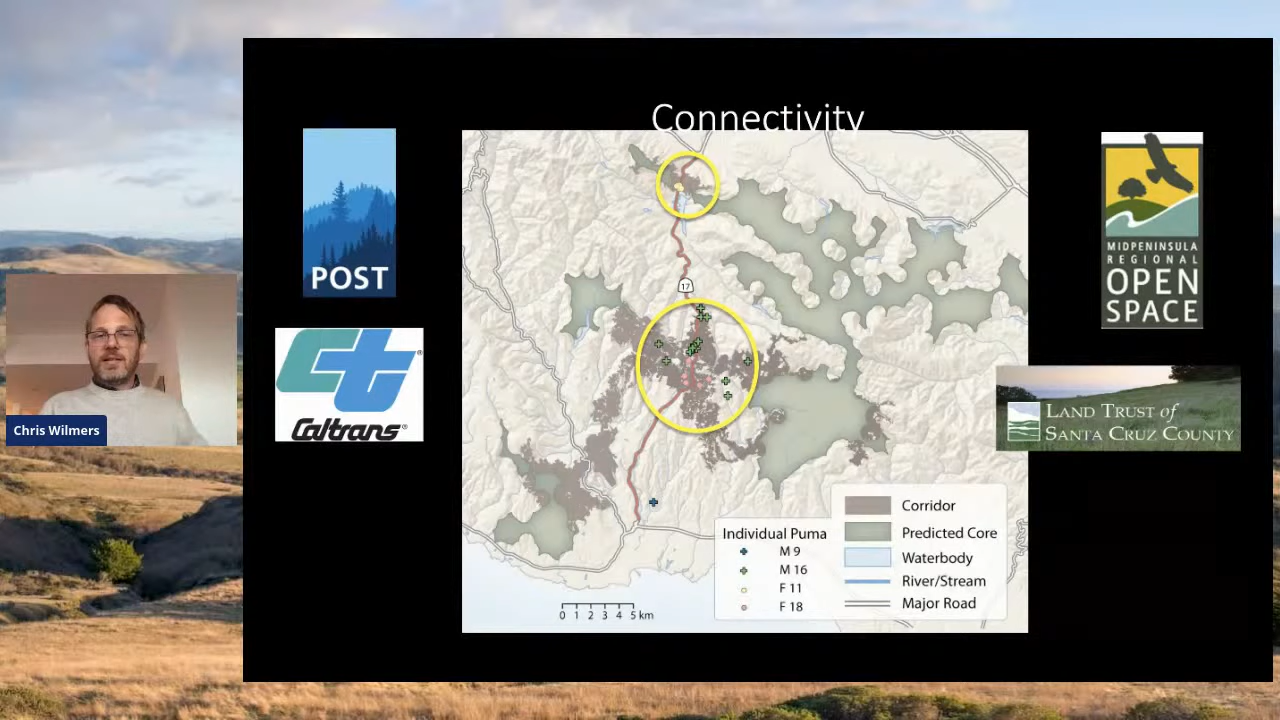 Connectivity
POST
Caltrans®
Chris Wilmers
17
MIDPENINSULA
REGIONAL
OPEN
SPACE
LAND TRUST of
SANTA CRUZ COUNTY
Individual Puma
M 9
M 16
F 11
F 18
Corridor
Predicted Core
Waterbody
River/Stream
Major Road
0 1 2 3 4 5 km